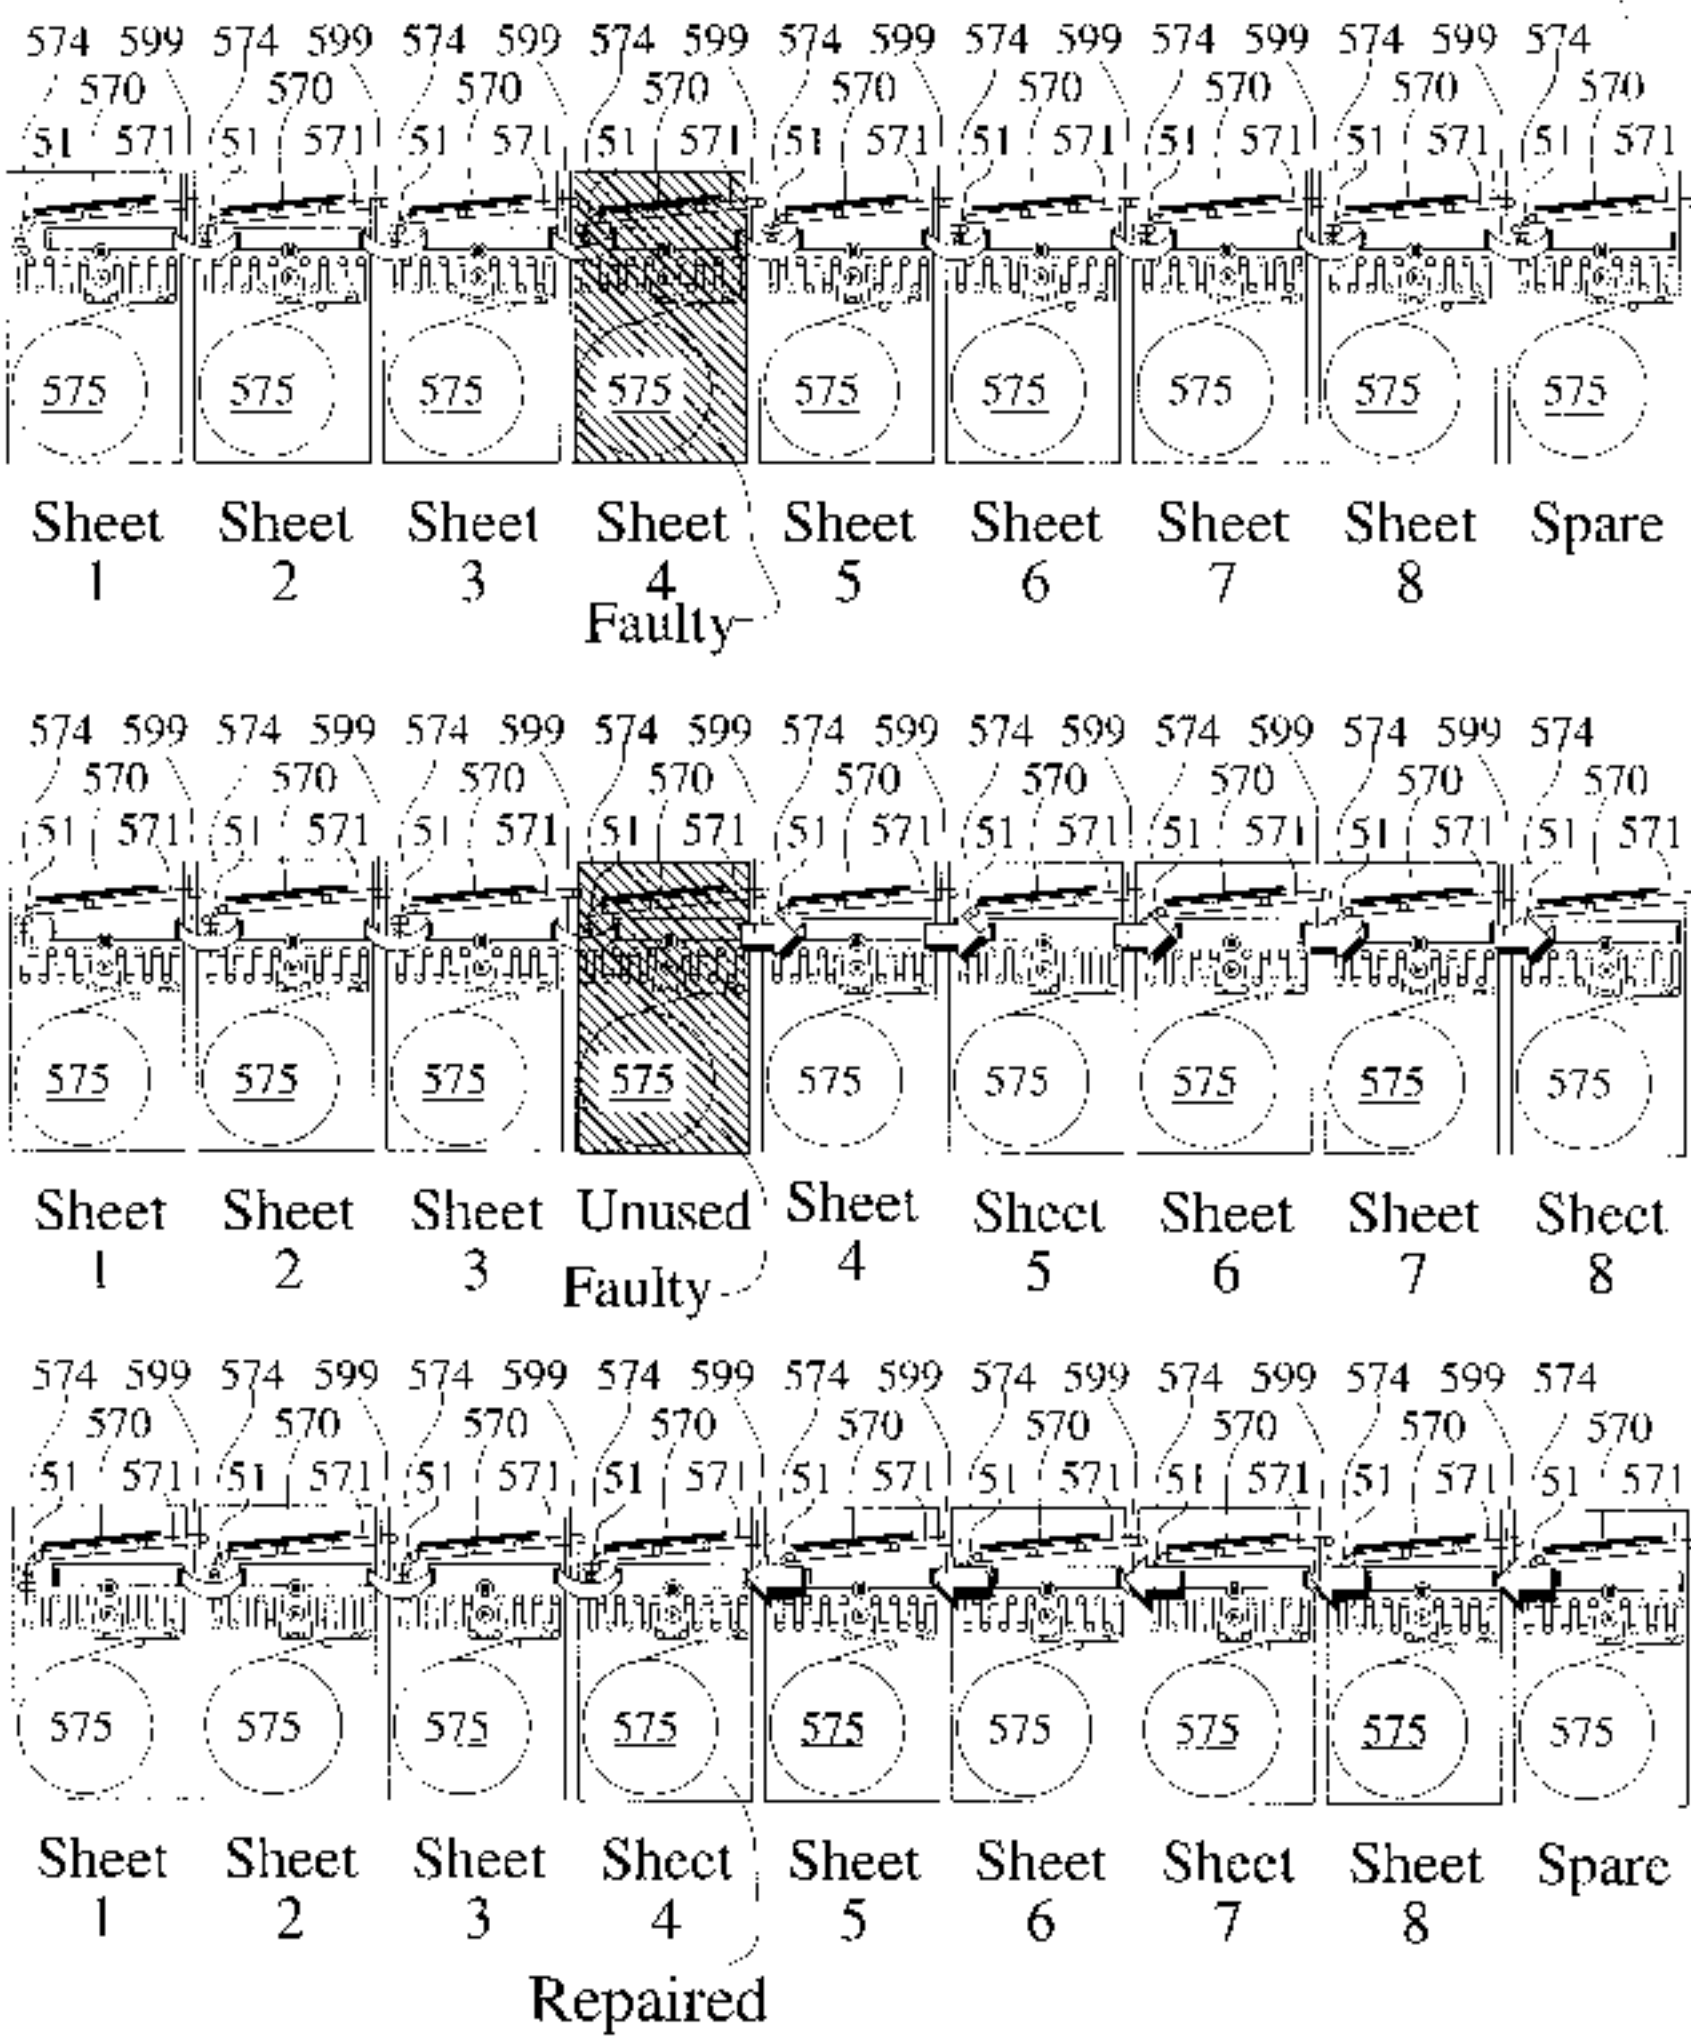 574 599 574 599 574 599 574 599 574 599 574 599 574 599 574 599 574
570 570 570 570 570 570 570 570 570
51 571 51 571 51 571 51 571 51 571 51 571 51 571 51 571 51 571
575 575 575 575 575 575 575 575 575
Sheet Sheet Sheet Sheet Sheet Sheet Sheet Sheet Spare
1 2 3 4 5 6 7 8
Faulty
574 599 574 599 574 599 574 599 574 599 574 599 574 599 574 599 574
570 570 570 570 570 570 570 570 570
51 571 51 571 51 571 51 571 51 571 51 571 51 571 51 571 51 571
575 575 575 575 575 575 575 575 575
Sheet Sheet Sheet Unused Sheet Sheet Sheet Sheet Sheet
1 2 3 4 5 6 7 8
Faulty
574 599 574 599 574 599 574 599 574 599 574 599 574 599 574 599 574
570 570 570 570 570 570 570 570 570
51 571 51 571 51 571 51 571 51 571 51 571 51 571 51 571 51 571
575 575 575 575 575 575 575 575 575
Sheet Sheet Sheet Sheet Sheet Sheet Sheet Sheet Spare
1 2 3 4 5 6 7 8
Repaired